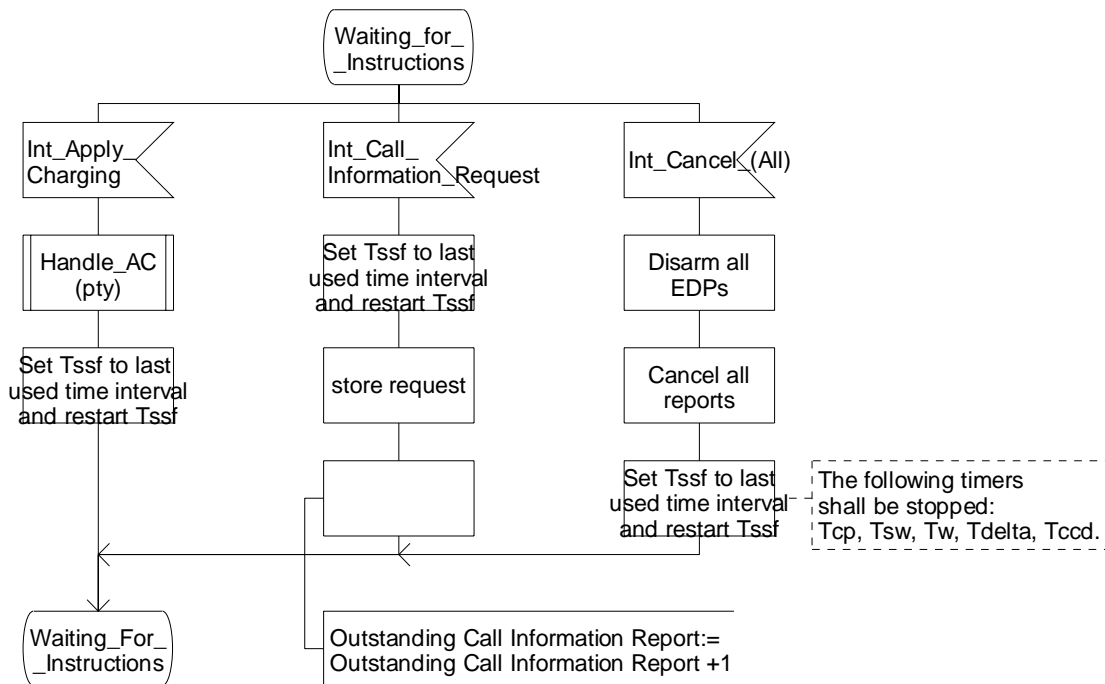 Waiting_for_
_Instructions
Int_Apply_
Charging
Int_Call_
Information_Request
Int_Cancel_(All)
Handle_AC
(pty)
Set Tssf to last
used time interval
and restart Tssf
Disarm all
EDPs
Set Tssf to last
used time interval
and restart Tssf
store request
Cancel all
reports
Set Tssf to last
used time interval
and restart Tssf
The following timers
shall be stopped:
Tcp, Tsw, Tw, Tdelta, Tccd.
Waiting_For_
_Instructions
Outstanding Call Information Report:=
Outstanding Call Information Report +1